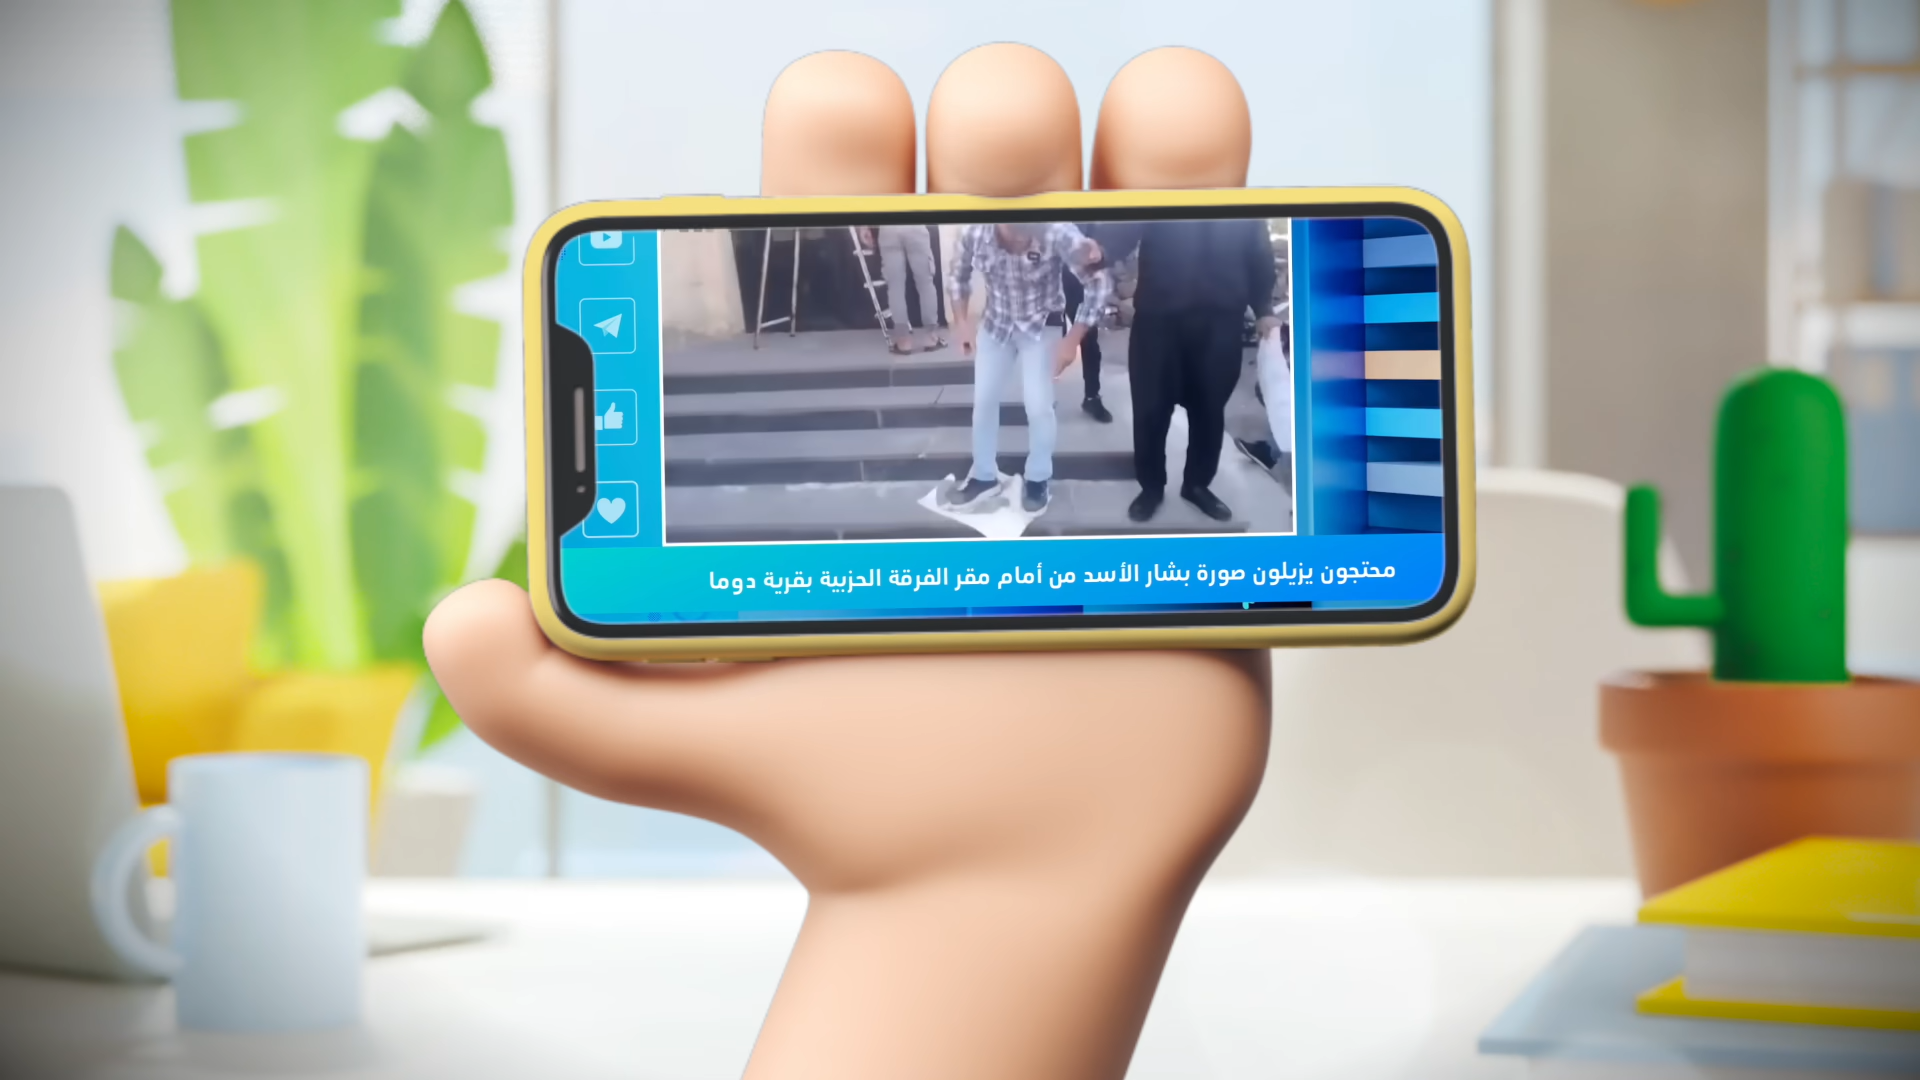 محتجون يزيلون صورة بشار الأسد من أمام مقر الفرقة الحزبية بقرية دوما